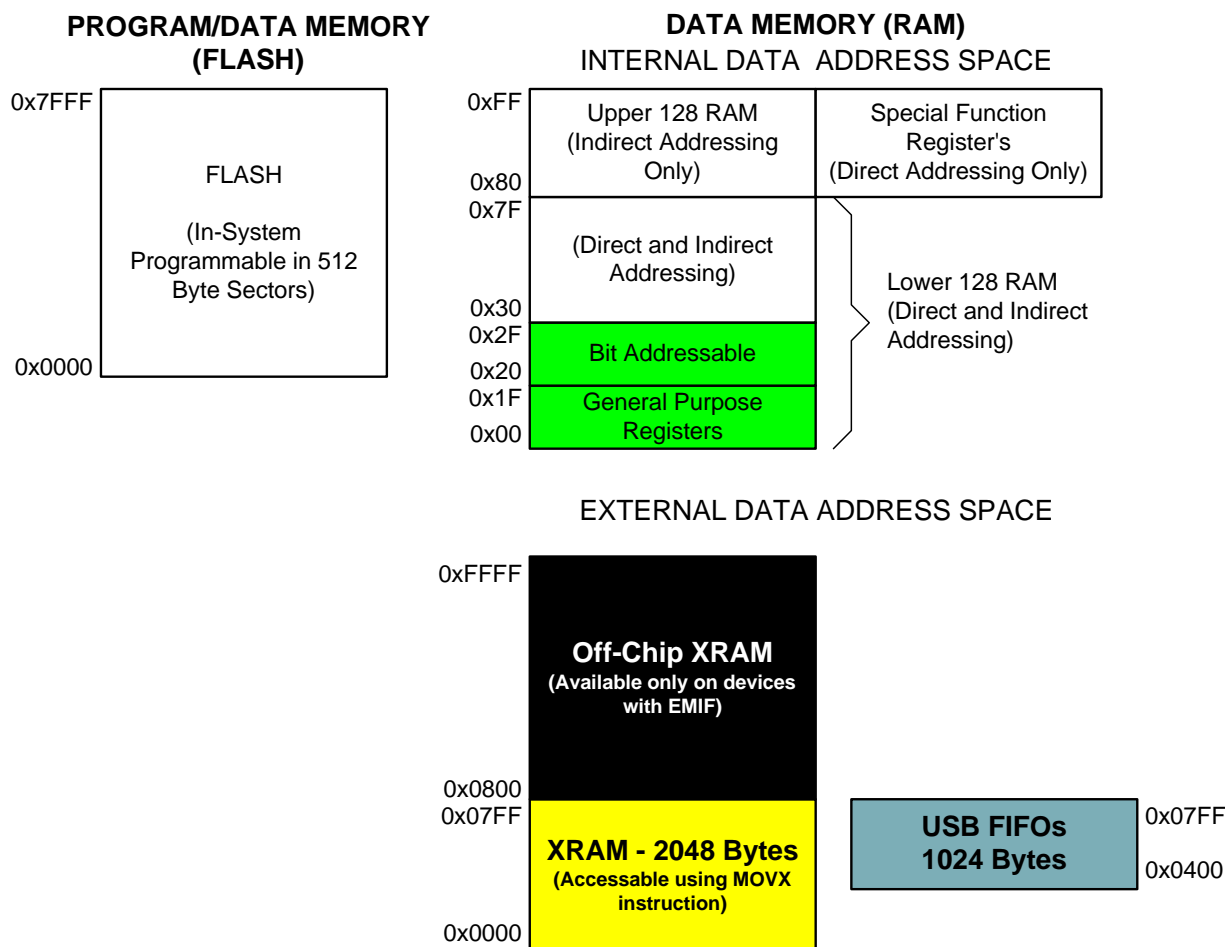 PROGRAM/DATA MEMORY
(FLASH)
0x7FFF
FLASH
(In-System
Programmable in 512
Byte Sectors)
0x0000
DATA MEMORY (RAM)
INTERNAL DATA ADDRESS SPACE
0xFF
Upper 128 RAM
(Indirect Addressing
Only)
0x80
Special Function
Register's
(Direct Addressing Only)
0x7F
(Direct and Indirect
Addressing)
0x30
Lower 128 RAM
(Direct and Indirect
Addressing)
0x2F
Bit Addressable
0x20
0x1F
General Purpose
Registers
0x00
EXTERNAL DATA ADDRESS SPACE
0xFFFF
Off-Chip XRAM
(Available only on devices
with EMIF)
0x0800
0x07FF
XRAM - 2048 Bytes
(Accessable using MOVX
instruction)
0x0000
USB FIFOs
1024 Bytes
0x07FF
0x0400